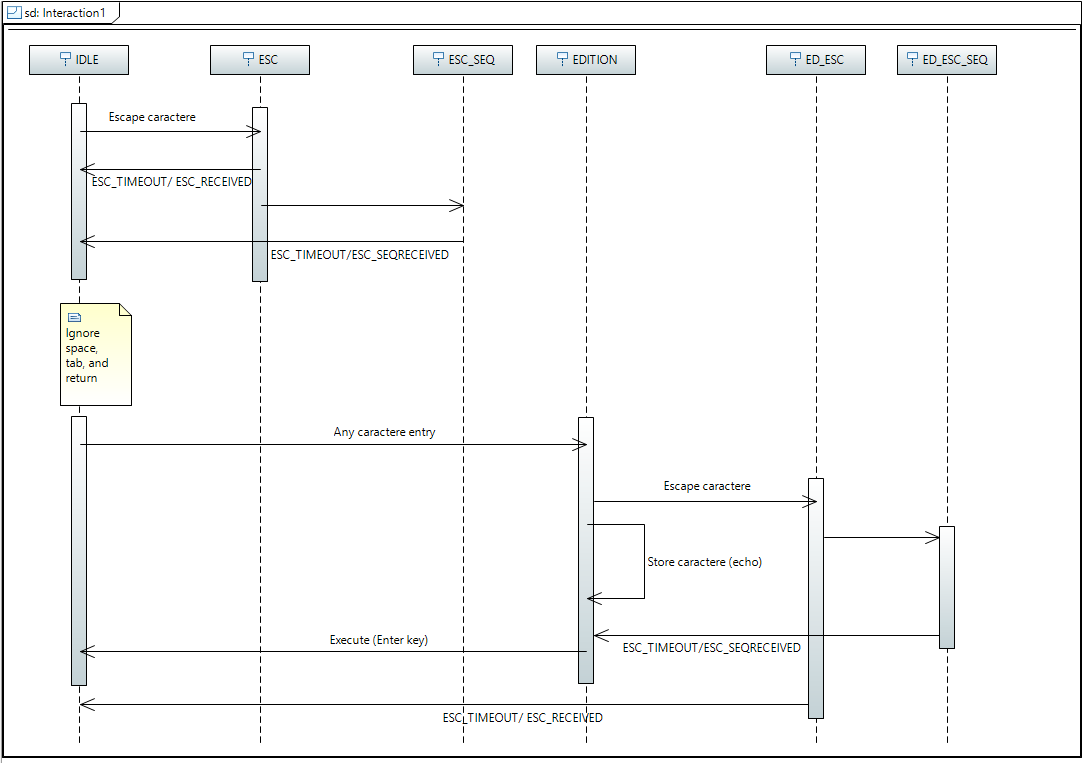 sd: Interaction1
IDLE
ESC
ESC_SEQ
EDITION
ED_ESC
ED_ESC_SEQ
Escape caractere
ESC_TIMEOUT/ ESC_RECEIVED
ESC_TIMEOUT/ESC_SEQRECEIVED
Ignore
space,
tab, and
return
Any caractere entry
Escape caractere
Store caractere (echo)
Execute (Enter key)
ESC_TIMEOUT/ESC_SEQRECEIVED
ESC_TIMEOUT/ ESC_RECEIVED